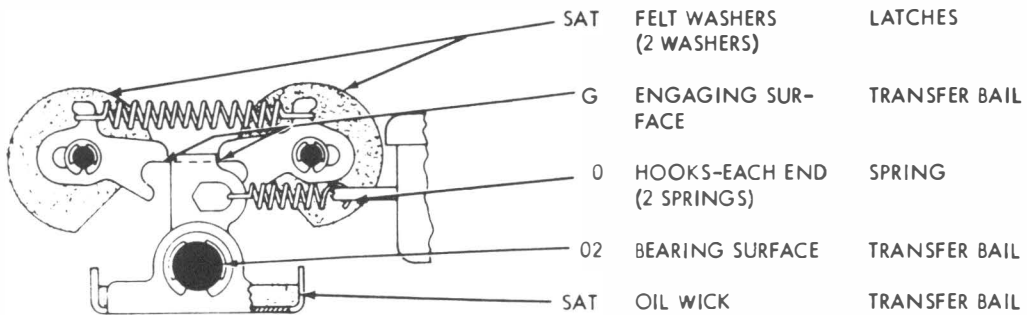 SAT FELT WASHERS LATCHES
(2 WASHERS)
G ENGAGING SUR- TRANSFER BAIL
FACE
0 HOOKS-EACH END SPRING
(2 SPRINGS)
02 BEARING SURFACE TRANSFER BAIL
SAT OIL WICK TRANSFER BAIL